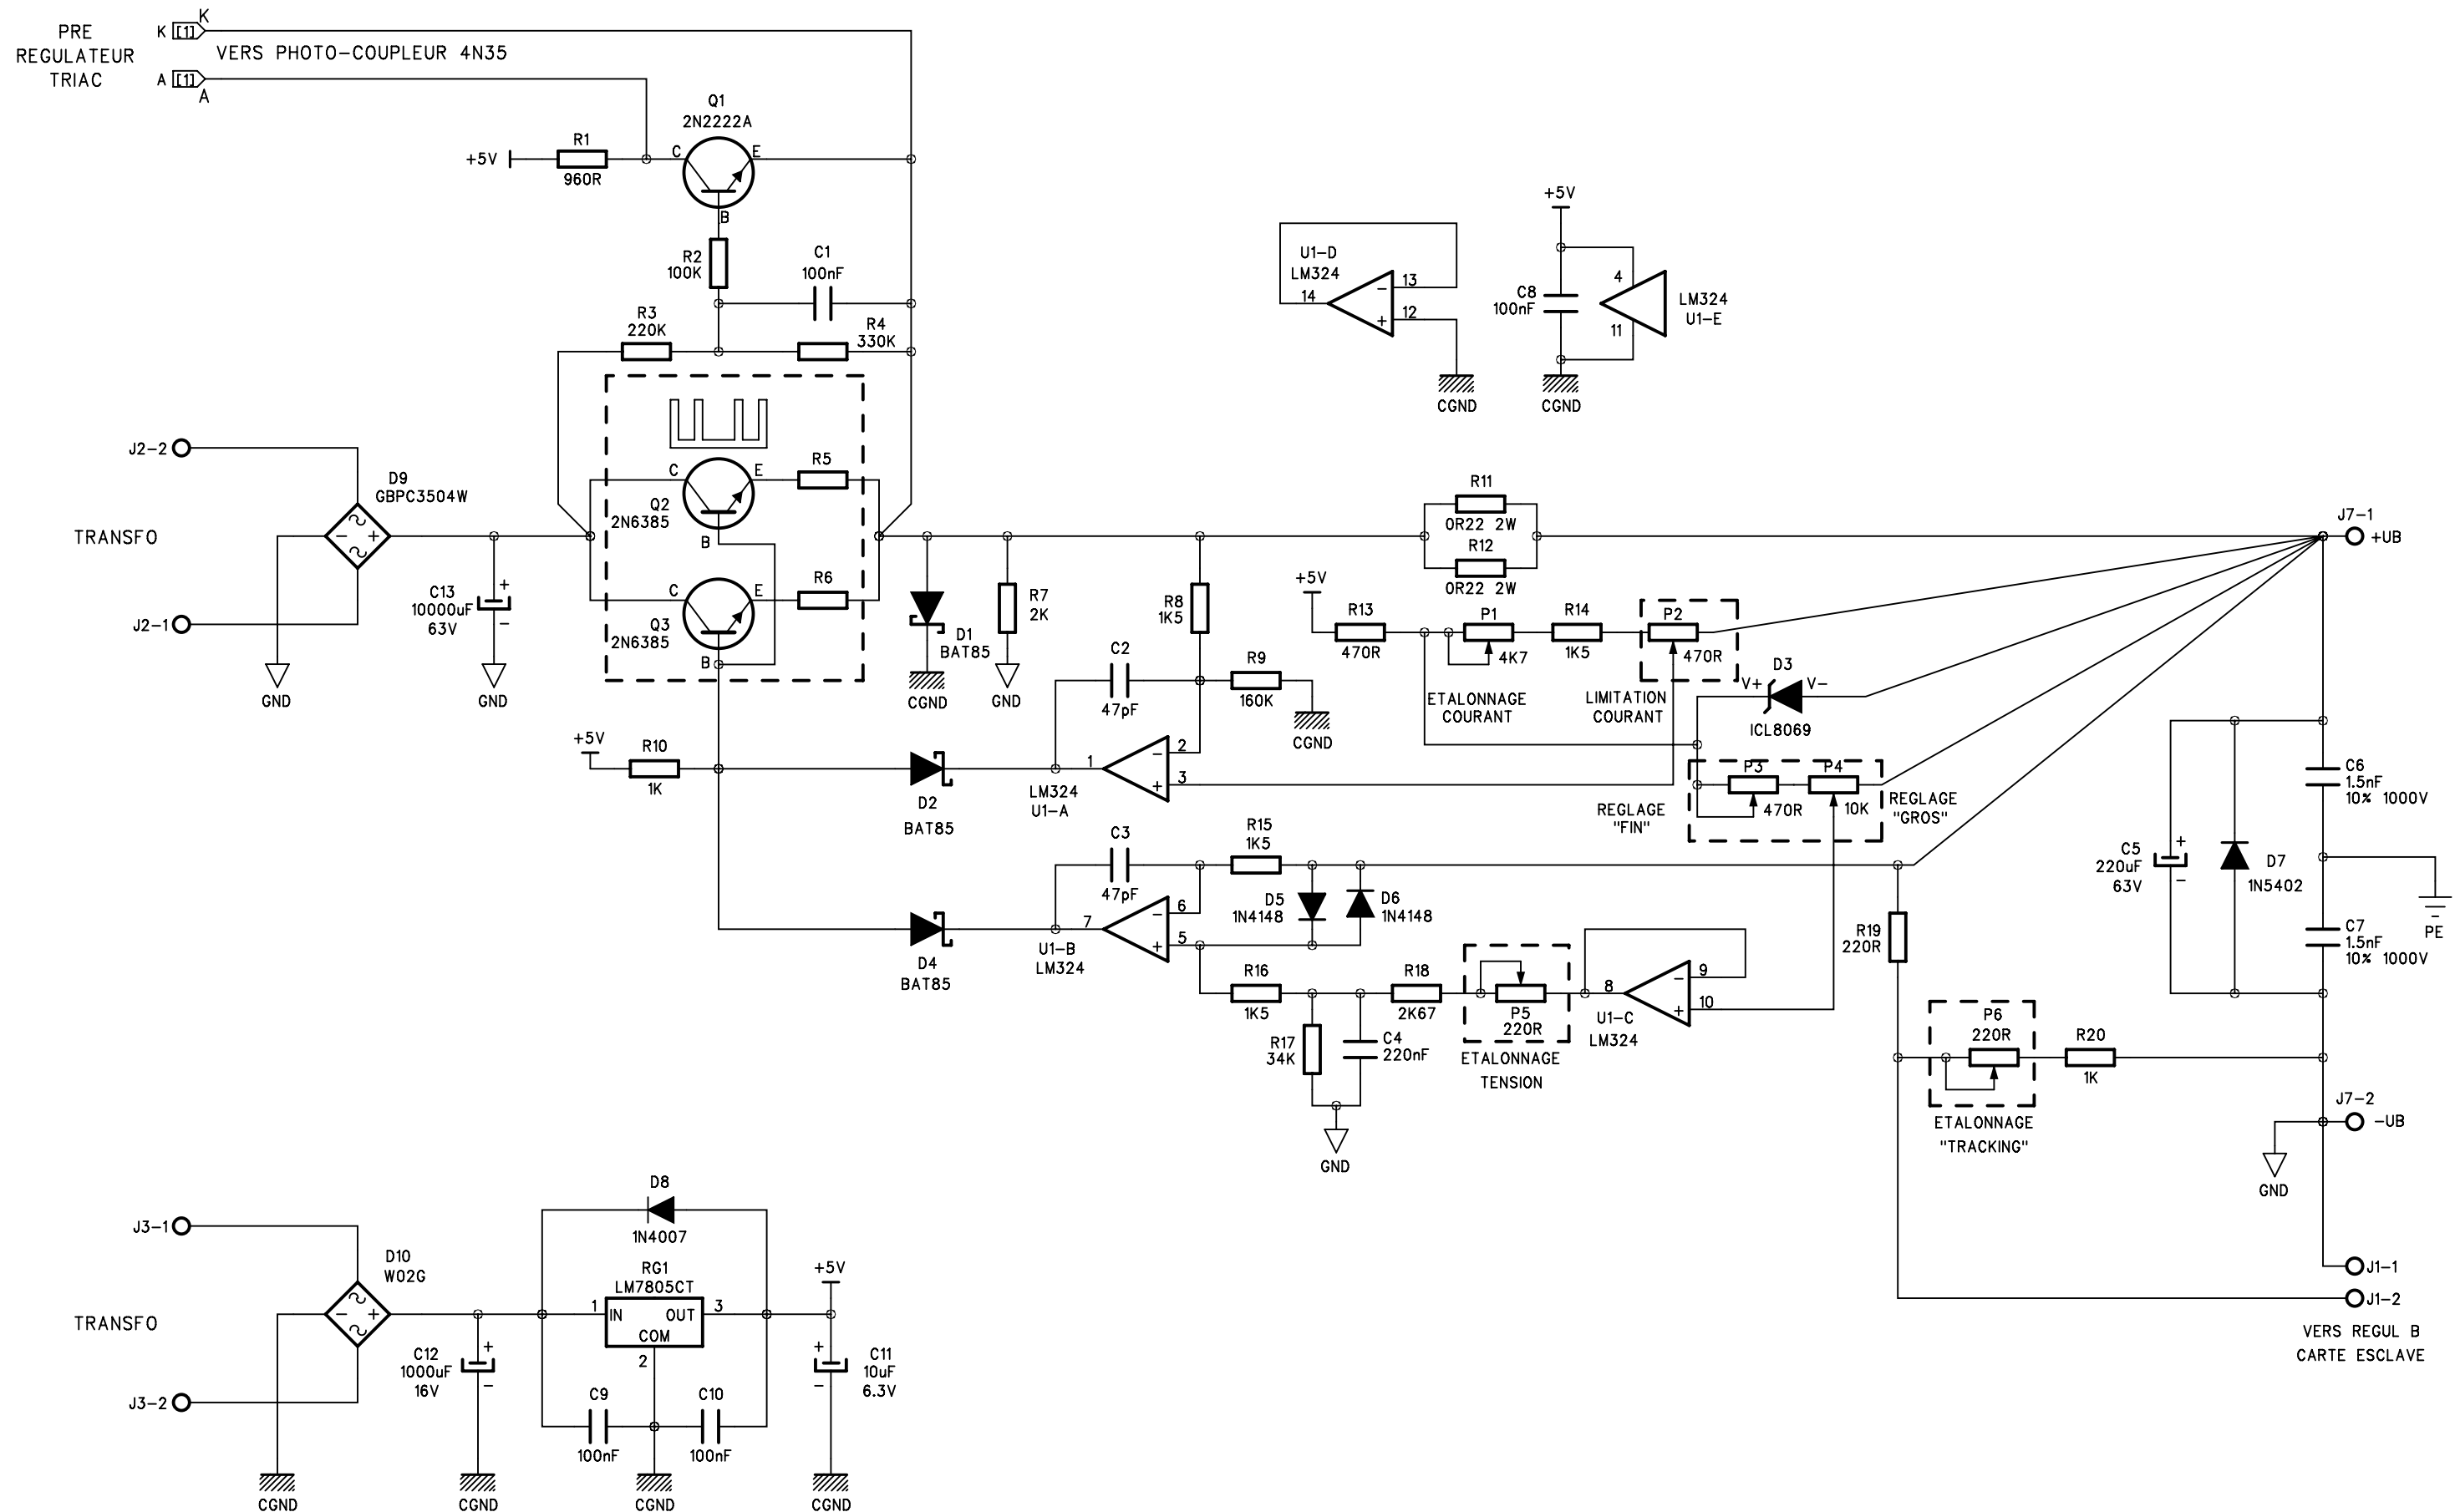 PRE
REGULATEUR
TRIAC
K [1] K
A [1] A
VERS PHOTO-COUPLEUR 4N35
Q1
2N2222A
C E
B
+5V
R1
960R
R2
100K
C1
100nF
R3
220K
R4
330K
U1-D
LM324
14
13
12
- +
CGND
+5V
C8
100nF
4
11
LM324
U1-E
CGND
J2-2
J2-1
TRANSFO
D9
GBPC3504W
- +
GND
C13
10000uF
63V
+
-
GND
Q2
2N6385
C E
B
R5
Q3
2N6385
C E
B
R6
D1
BAT85
CGND
R7
2K
GND
R8
1K5
R9
160K
CGND
C2
47pF
R11
0R22 2W
R12
0R22 2W
+5V
R13
470R
P1
4K7
R14
1K5
P2
470R
ETALONNAGE
COURANT
LIMITATION
COURANT
D3
V+ V-
ICL8069
P3
470R
P4
10K
REGLAGE
"FIN"
REGLAGE
"GROS"
J7-1
+UB
+5V
R10
1K
D2
BAT85
1
2
3
- +
LM324
U1-A
C3
47pF
D4
BAT85
7
6
5
- +
U1-B
LM324
R15
1K5
D5
1N4148
D6
1N4148
R16
1K5
R17
34K
C4
220nF
GND
R18
2K67
P5
220R
ETALONNAGE
TENSION
8
9
10
- +
U1-C
LM324
R19
220R
P6
220R
R20
1K
ETALONNAGE
"TRACKING"
C5
220uF
63V
+
-
D7
1N5402
C6
1.5nF
10% 1000V
C7
1.5nF
10% 1000V
PE
J7-2
-UB
GND
J1-1
J1-2
VERS REGUL B
CARTE ESCLAVE
J3-1
J3-2
TRANSFO
D10
W02G
- +
CGND
C12
1000uF
16V
+
-
CGND
D8
1N4007
RG1
LM7805CT
1 IN OUT 3
COM
2
C9
100nF
C10
100nF
CGND
+5V
C11
10uF
6.3V
+
-
CGND